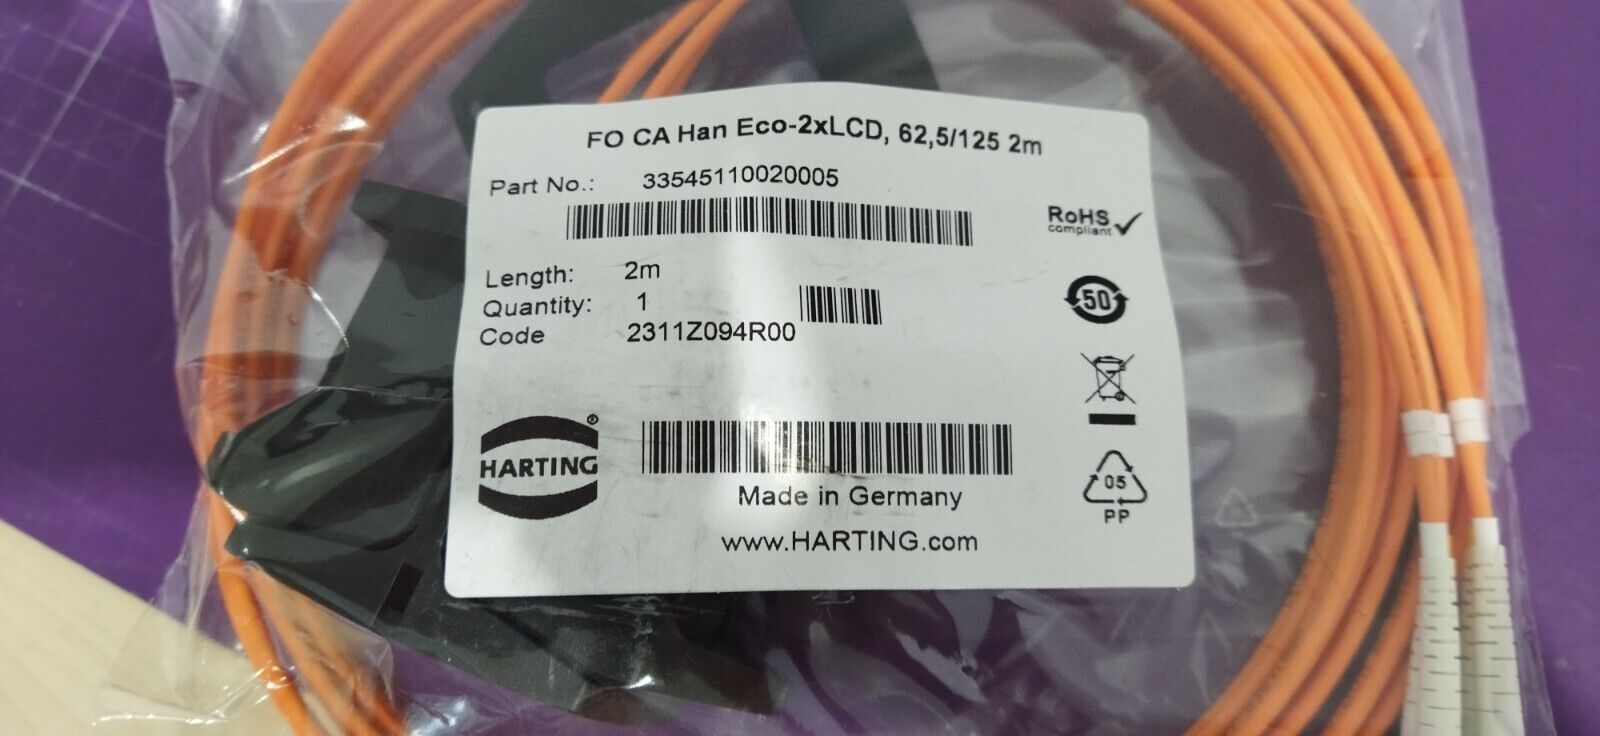 FO CA Han Eco-2xLCD, 62,5/125 2m
Part No.: 33545110020005
RoHS
compliant
Length: 2m
Quantity: 1
50
Code 2311Z094R00
®
HARTING
05
PP
Made in Germany
www.HARTING.com